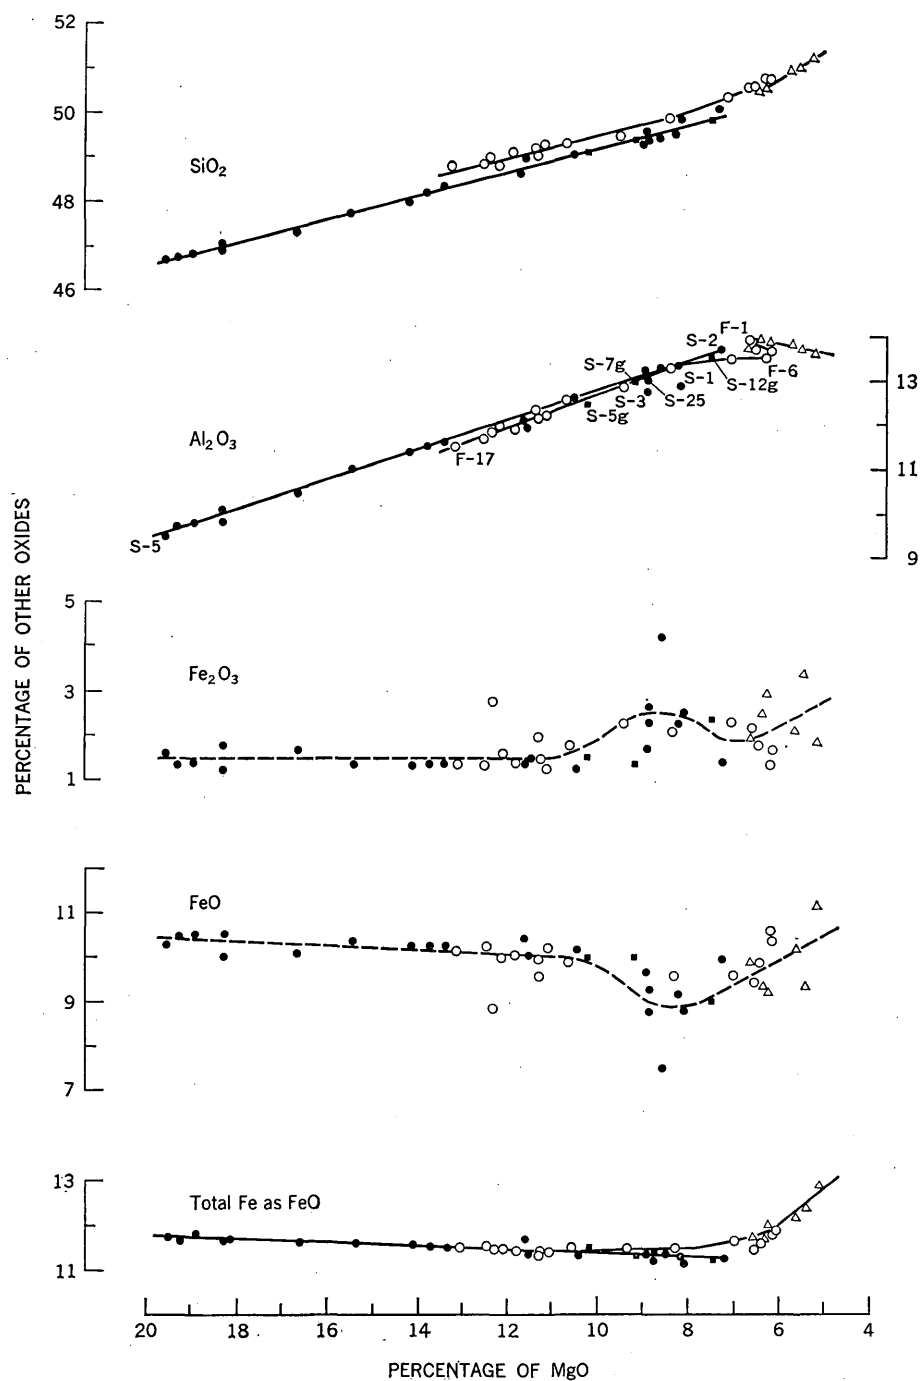 52
50
SiO₂
48
46
F-1
S-2
S-7g
13
F-6
S-1
S-12g
S-3
S-25
S-5g
Al₂O₃
F-17
11
S-5
9
PERCENTAGE OF OTHER OXIDES
5
Fe₂O₃
3
1
FeO
11
9
7
13
Total Fe as FeO
11
20 18 16 14 12 10 8 6 4
PERCENTAGE OF MgO